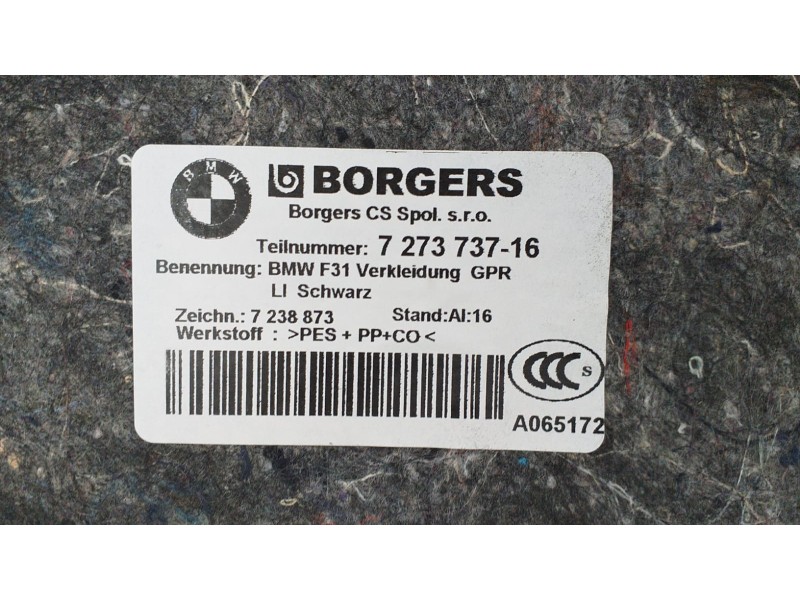 BMW
BORGERS
Borgers CS Spol. s.r.o.
Teilnummer: 7 273 737-16
Benennung: BMW F31 Verkleidung GPR
LI Schwarz
Zeichn.: 7 238 873 Stand:AI:16
Werkstoff : >PES + PP+CO<
CCC S
A065172